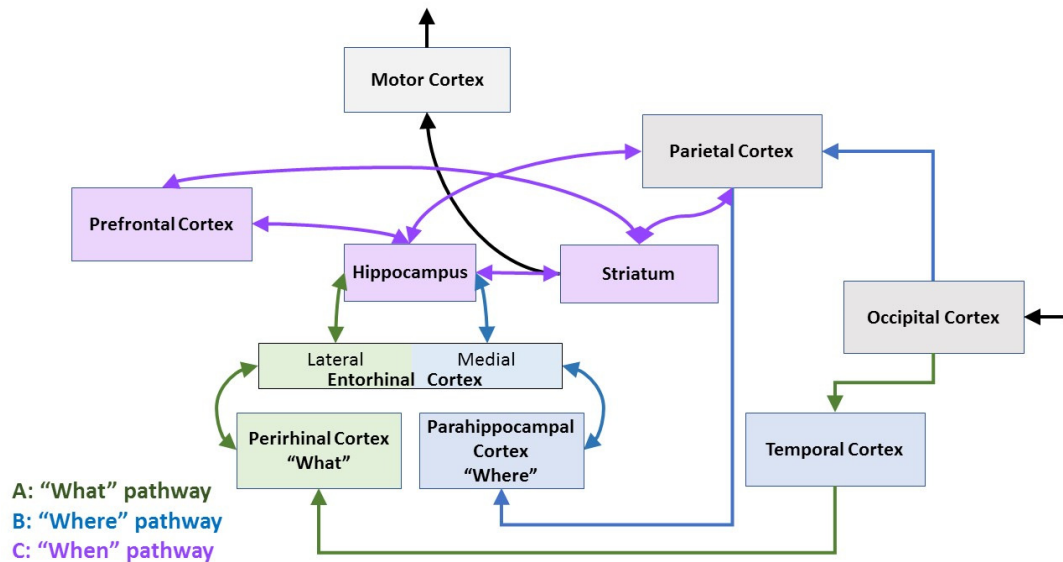 Motor Cortex
Parietal Cortex
Prefrontal Cortex
Hippocampus
Striatum
Occipital Cortex
Lateral Medial
Entorhinal Cortex
Perirhinal Cortex
“What”
Parahippocampal
Cortex
“Where”
Temporal Cortex
A: “What” pathway
B: “Where” pathway
C: “When” pathway